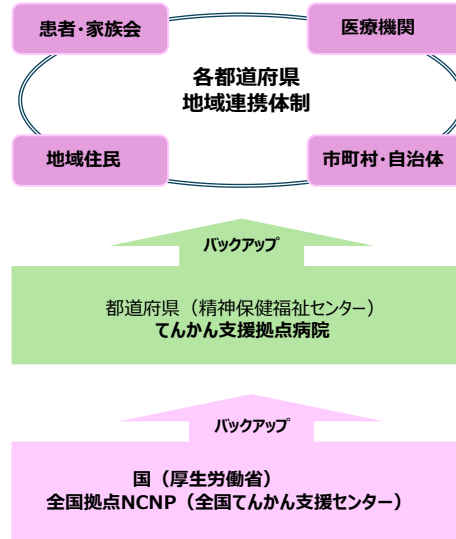 患者・家族会
医療機関
各都道府県
地域連携体制
地域住民
市町村・自治体
バックアップ
都道府県（精神保健福祉センター）
てんかん支援拠点病院
バックアップ
国（厚生労働省）
全国拠点NCNP（全国てんかん支援センター）